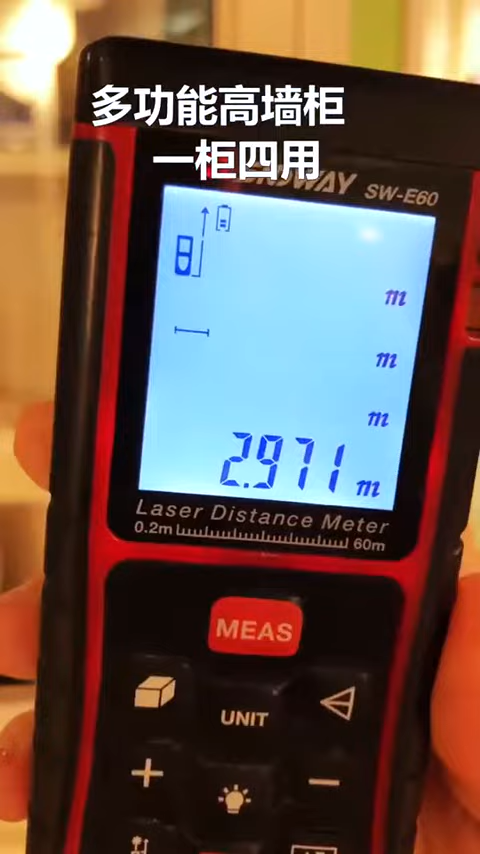 多功能高墙柜
一柜四用
SW-E60
m
m
m
2.971 m
Laser Distance Meter
0.2m 60m
MEAS
UNIT
+
−